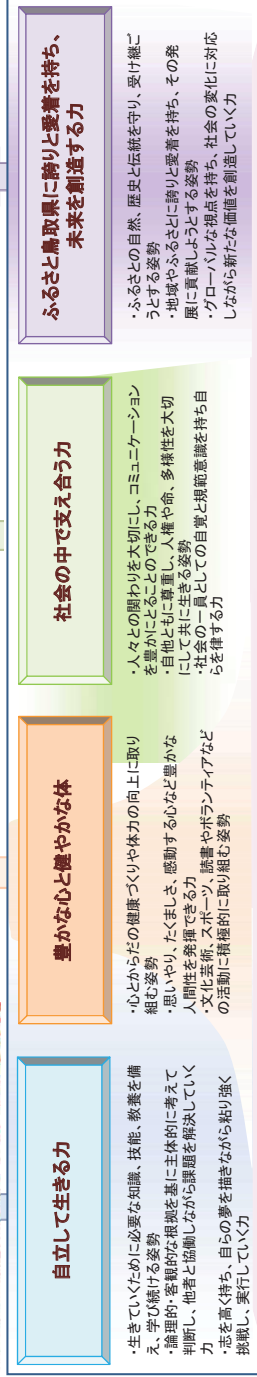 自立して生きる力
・生きていくために必要な知識、技能、教養を備
え、学び続ける姿勢
・論理的・客観的な根拠を基に主体的に考えて
判断し、他者と協働しながら課題を解決していく
力
・志を高く持ち、自らの夢を描きながら粘り強く
挑戦し、実行していく力
豊かな心と健やかな体
・心とからだの健康づくりや体力の向上に取り
組む姿勢
・思いやり、たくましさ、感動する心など豊かな
人間性を発揮できる力
・文化芸術、スポーツ、読書やボランティアなど
の活動に積極的に取り組む姿勢
社会の中で支え合う力
・人々との関わりを大切にし、コミュニケーション
を豊かにとることのできる力
・自他ともに尊重し、人権や命、多様性を大切
にして共に生きる姿勢
・社会の一員としての自覚と規範意識を持ち自
らを律する力
ふるさと鳥取県に誇りと愛着を持ち、
未来を創造する力
・ふるさとの自然、歴史と伝統を守り、受け継ご
うとする姿勢
・地域やふるさとに誇りと愛着を持ち、その発
展に貢献しようとする姿勢
・グローバルな視点を持ち、社会の変化に対応
しながら新たな価値を創造していく力